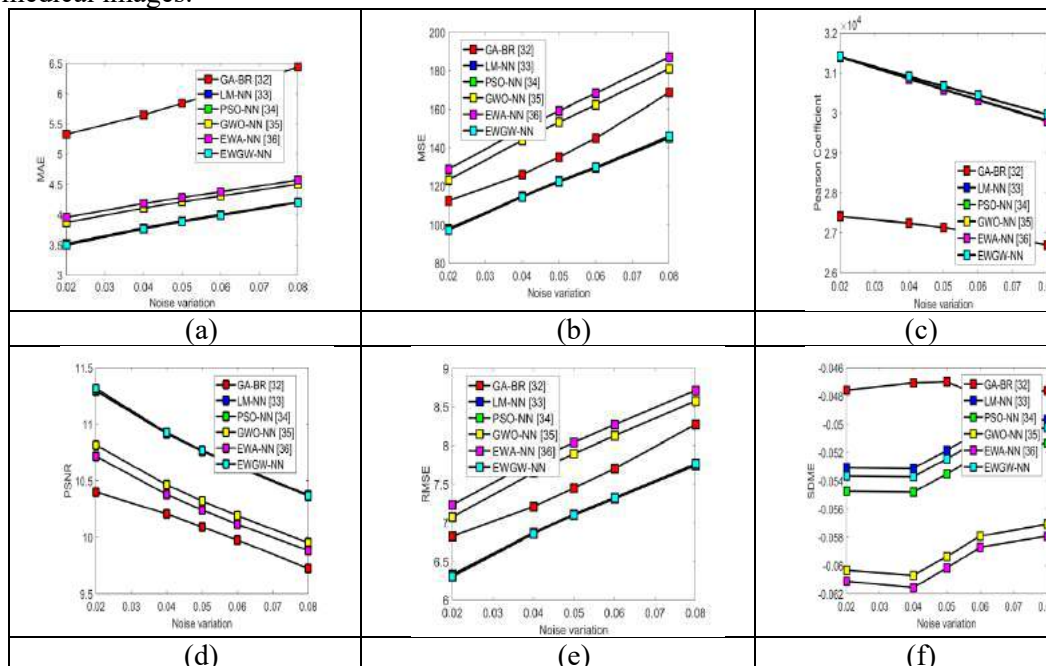 medical images.
6.5
6
5.5
5
4.5
4
3.5
3
MAE
GA-BR [32]
LM-NN [33]
PSO-NN [34]
GWO-NN [35]
EWA-NN [36]
EWGW-NN
0.02 0.03 0.04 0.05 0.06 0.07 0.08
Noise variation
200
180
160
140
120
100
80
MSE
GA-BR [32]
LM-NN [33]
PSO-NN [34]
GWO-NN [35]
EWA-NN [36]
EWGW-NN
0.02 0.03 0.04 0.05 0.06 0.07 0.08
Noise variation
×10⁴
3.2
3.1
3
2.9
2.8
2.7
2.6
Pearson Coefficient
GA-BR [32]
LM-NN [33]
PSO-NN [34]
GWO-NN [35]
EWA-NN [36]
EWGW-NN
0.02 0.03 0.04 0.05 0.06 0.07
Noise variation
(a) (b) (c)
11.5
11
10.5
10
9.5
PSNR
GA-BR [32]
LM-NN [33]
PSO-NN [34]
GWO-NN [35]
EWA-NN [36]
EWGW-NN
0.02 0.03 0.04 0.05 0.06 0.07 0.08
Noise variation
9
8.5
8
7.5
7
6.5
6
RMSE
GA-BR [32]
LM-NN [33]
PSO-NN [34]
GWO-NN [35]
EWA-NN [36]
EWGW-NN
0.02 0.03 0.04 0.05 0.06 0.07 0.08
Noise variation
-0.046
-0.048
-0.05
-0.052
-0.054
-0.056
-0.058
-0.06
-0.062
SDME
GA-BR [32]
LM-NN [33]
PSO-NN [34]
GWO-NN [35]
EWA-NN [36]
EWGW-NN
0.02 0.03 0.04 0.05 0.06 0.07
Noise variation
(d) (e) (f)